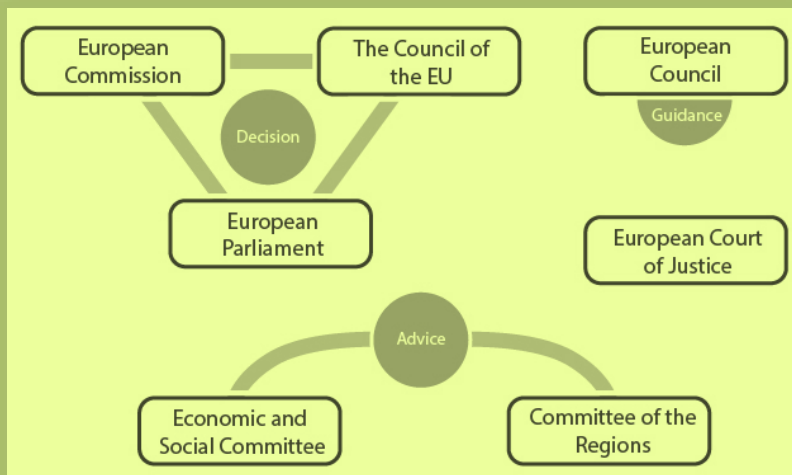 European
Commission
The Council of
the EU
European
Council
Guidance
Decision
European
Parliament
European Court
of Justice
Advice
Economic and
Social Committee
Committee of the
Regions